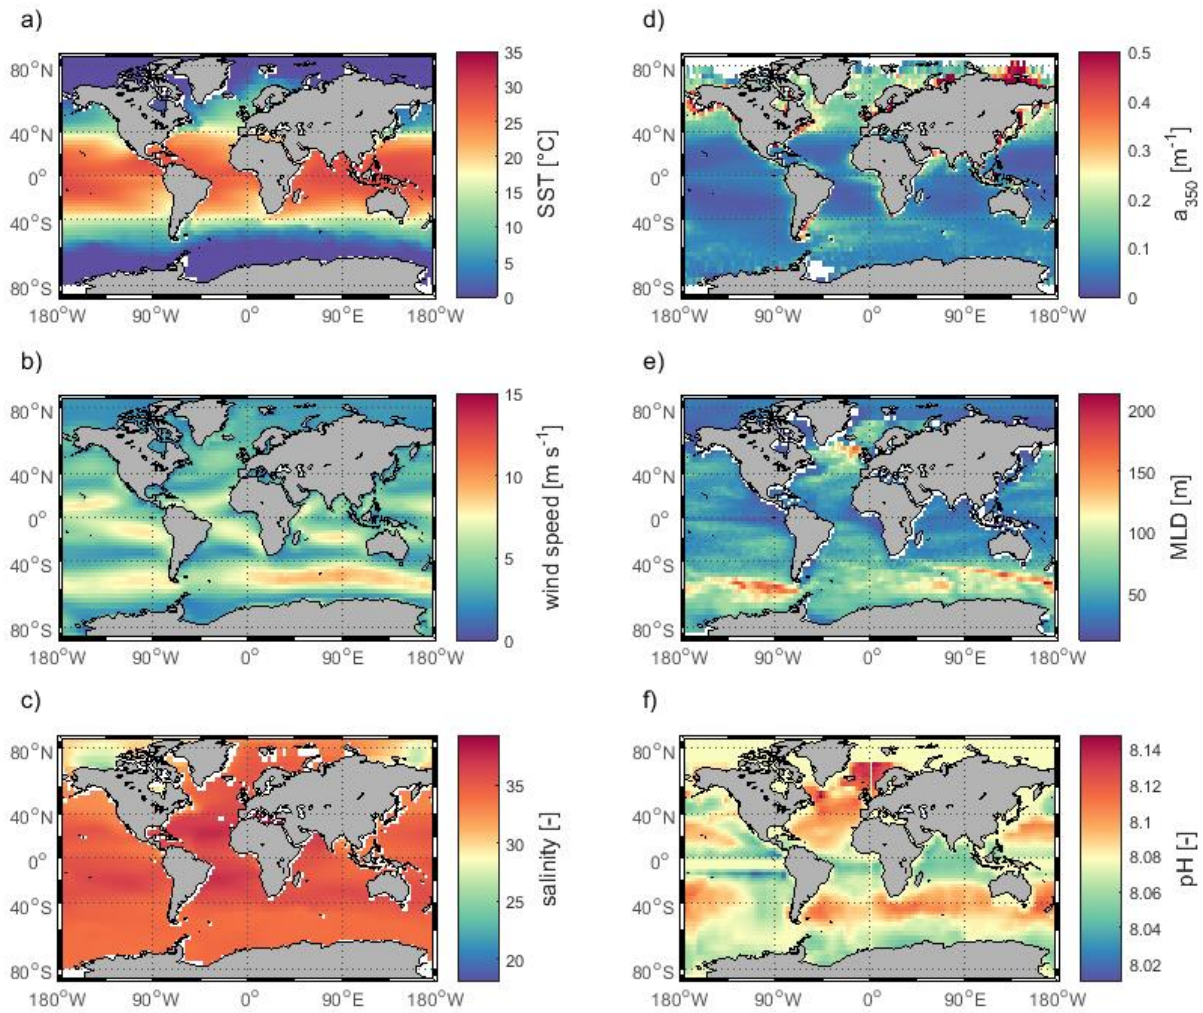 a)
80°N
40°N
0°
40°S
80°S
180°W 90°W 0° 90°E 180°W
35
30
25
20
15
10
5
0
SST [°C]
d)
80°N
40°N
0°
40°S
80°S
180°W 90°W 0° 90°E 180°W
0.5
0.4
0.3
0.2
0.1
0
a350 [m-1]
b)
80°N
40°N
0°
40°S
80°S
180°W 90°W 0° 90°E 180°W
15
10
5
0
wind speed [m s-1]
e)
80°N
40°N
0°
40°S
80°S
180°W 90°W 0° 90°E 180°W
200
150
100
50
MLD [m]
c)
80°N
40°N
0°
40°S
80°S
180°W 90°W 0° 90°E 180°W
35
30
25
20
salinity [-]
f)
80°N
40°N
0°
40°S
80°S
180°W 90°W 0° 90°E 180°W
8.14
8.12
8.1
8.08
8.06
8.04
8.02
pH [-]